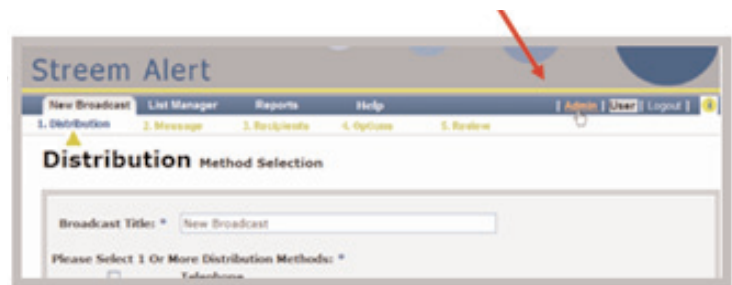 Streem Alert
New Broadcast List Manager Reports Help | Admin | User | Logout |
1. Distribution 2. Message 3. Recipients 4. Options 5. Review
Distribution Method Selection
Broadcast Title: * New Broadcast
Please Select 1 Or More Distribution Methods: *
Telephone